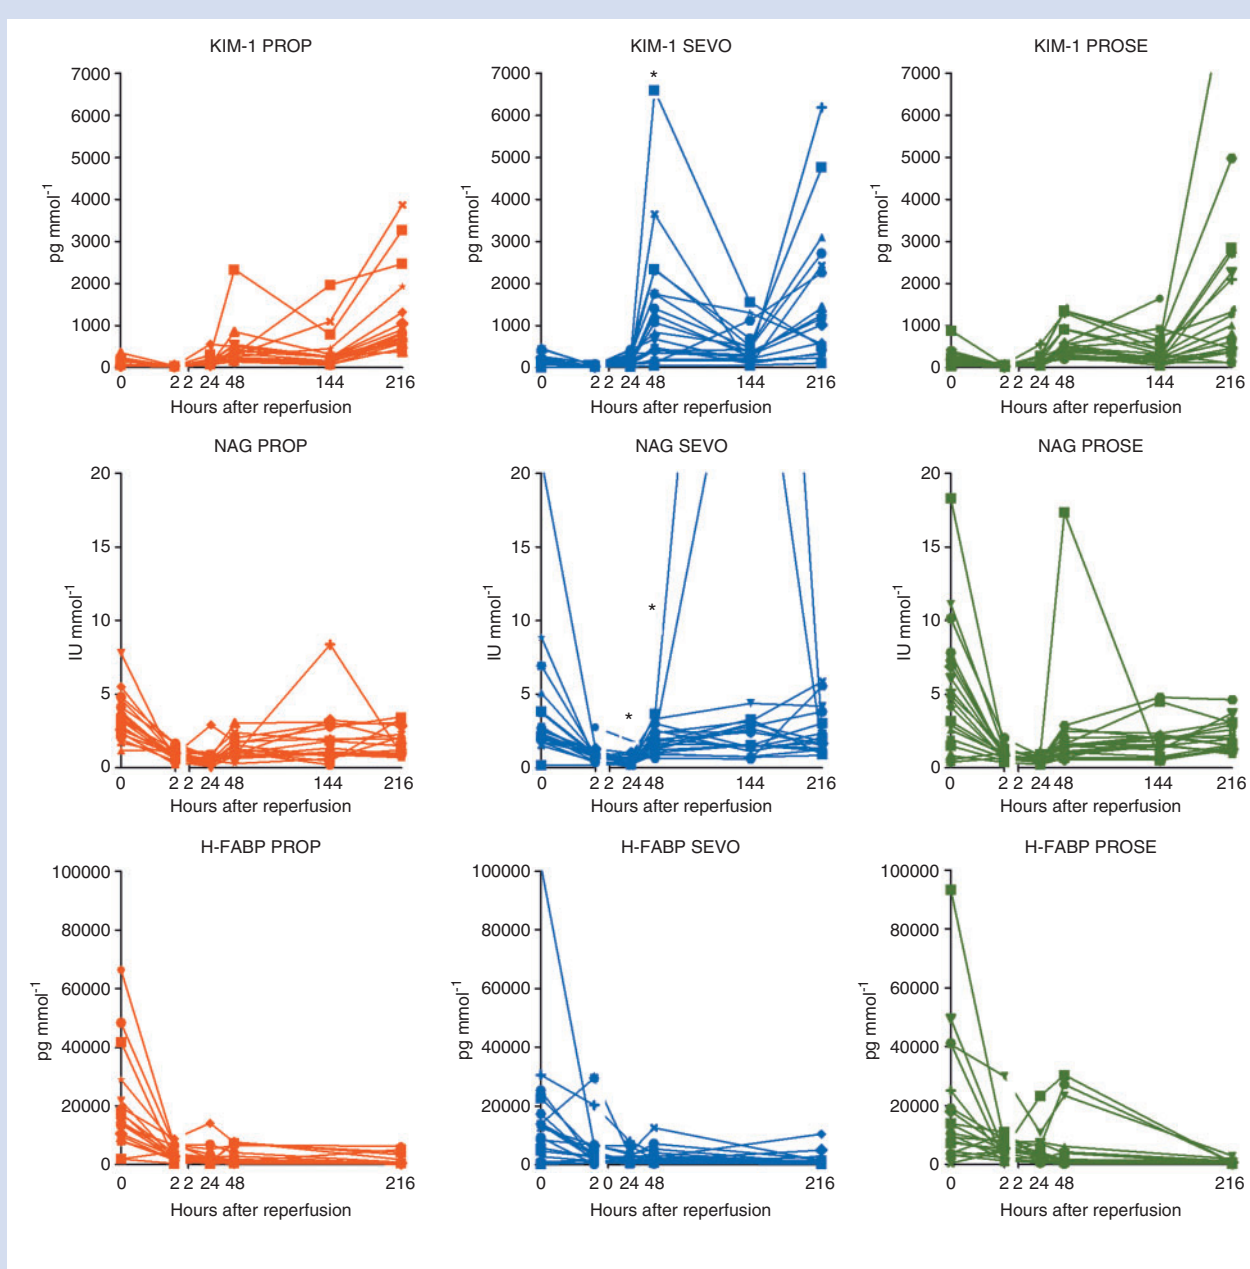 KIM-1 PROP
7000
6000
5000
4000
3000
2000
1000
0
pg mmol-1
0 2 2 24 48 144 216
Hours after reperfusion
KIM-1 SEVO
*
7000
6000
5000
4000
3000
2000
1000
0
pg mmol-1
0 2 2 24 48 144 216
Hours after reperfusion
KIM-1 PROSE
7000
6000
5000
4000
3000
2000
1000
0
pg mmol-1
0 2 2 24 48 144 216
Hours after reperfusion
NAG PROP
20
15
10
5
0
IU mmol-1
0 2 2 24 48 144 216
Hours after reperfusion
NAG SEVO
20
15
10
5
0
*
*
IU mmol-1
0 2 2 24 48 144 216
Hours after reperfusion
NAG PROSE
20
15
10
5
0
IU mmol-1
0 2 2 24 48 144 216
Hours after reperfusion
H-FABP PROP
100000
80000
60000
40000
20000
0
pg mmol-1
0 2 2 24 48 216
Hours after reperfusion
H-FABP SEVO
100000
80000
60000
40000
20000
0
pg mmol-1
0 2 0 24 48 216
Hours after reperfusion
H-FABP PROSE
100000
80000
60000
40000
20000
0
pg mmol-1
0 2 2 24 48 216
Hours after reperfusion